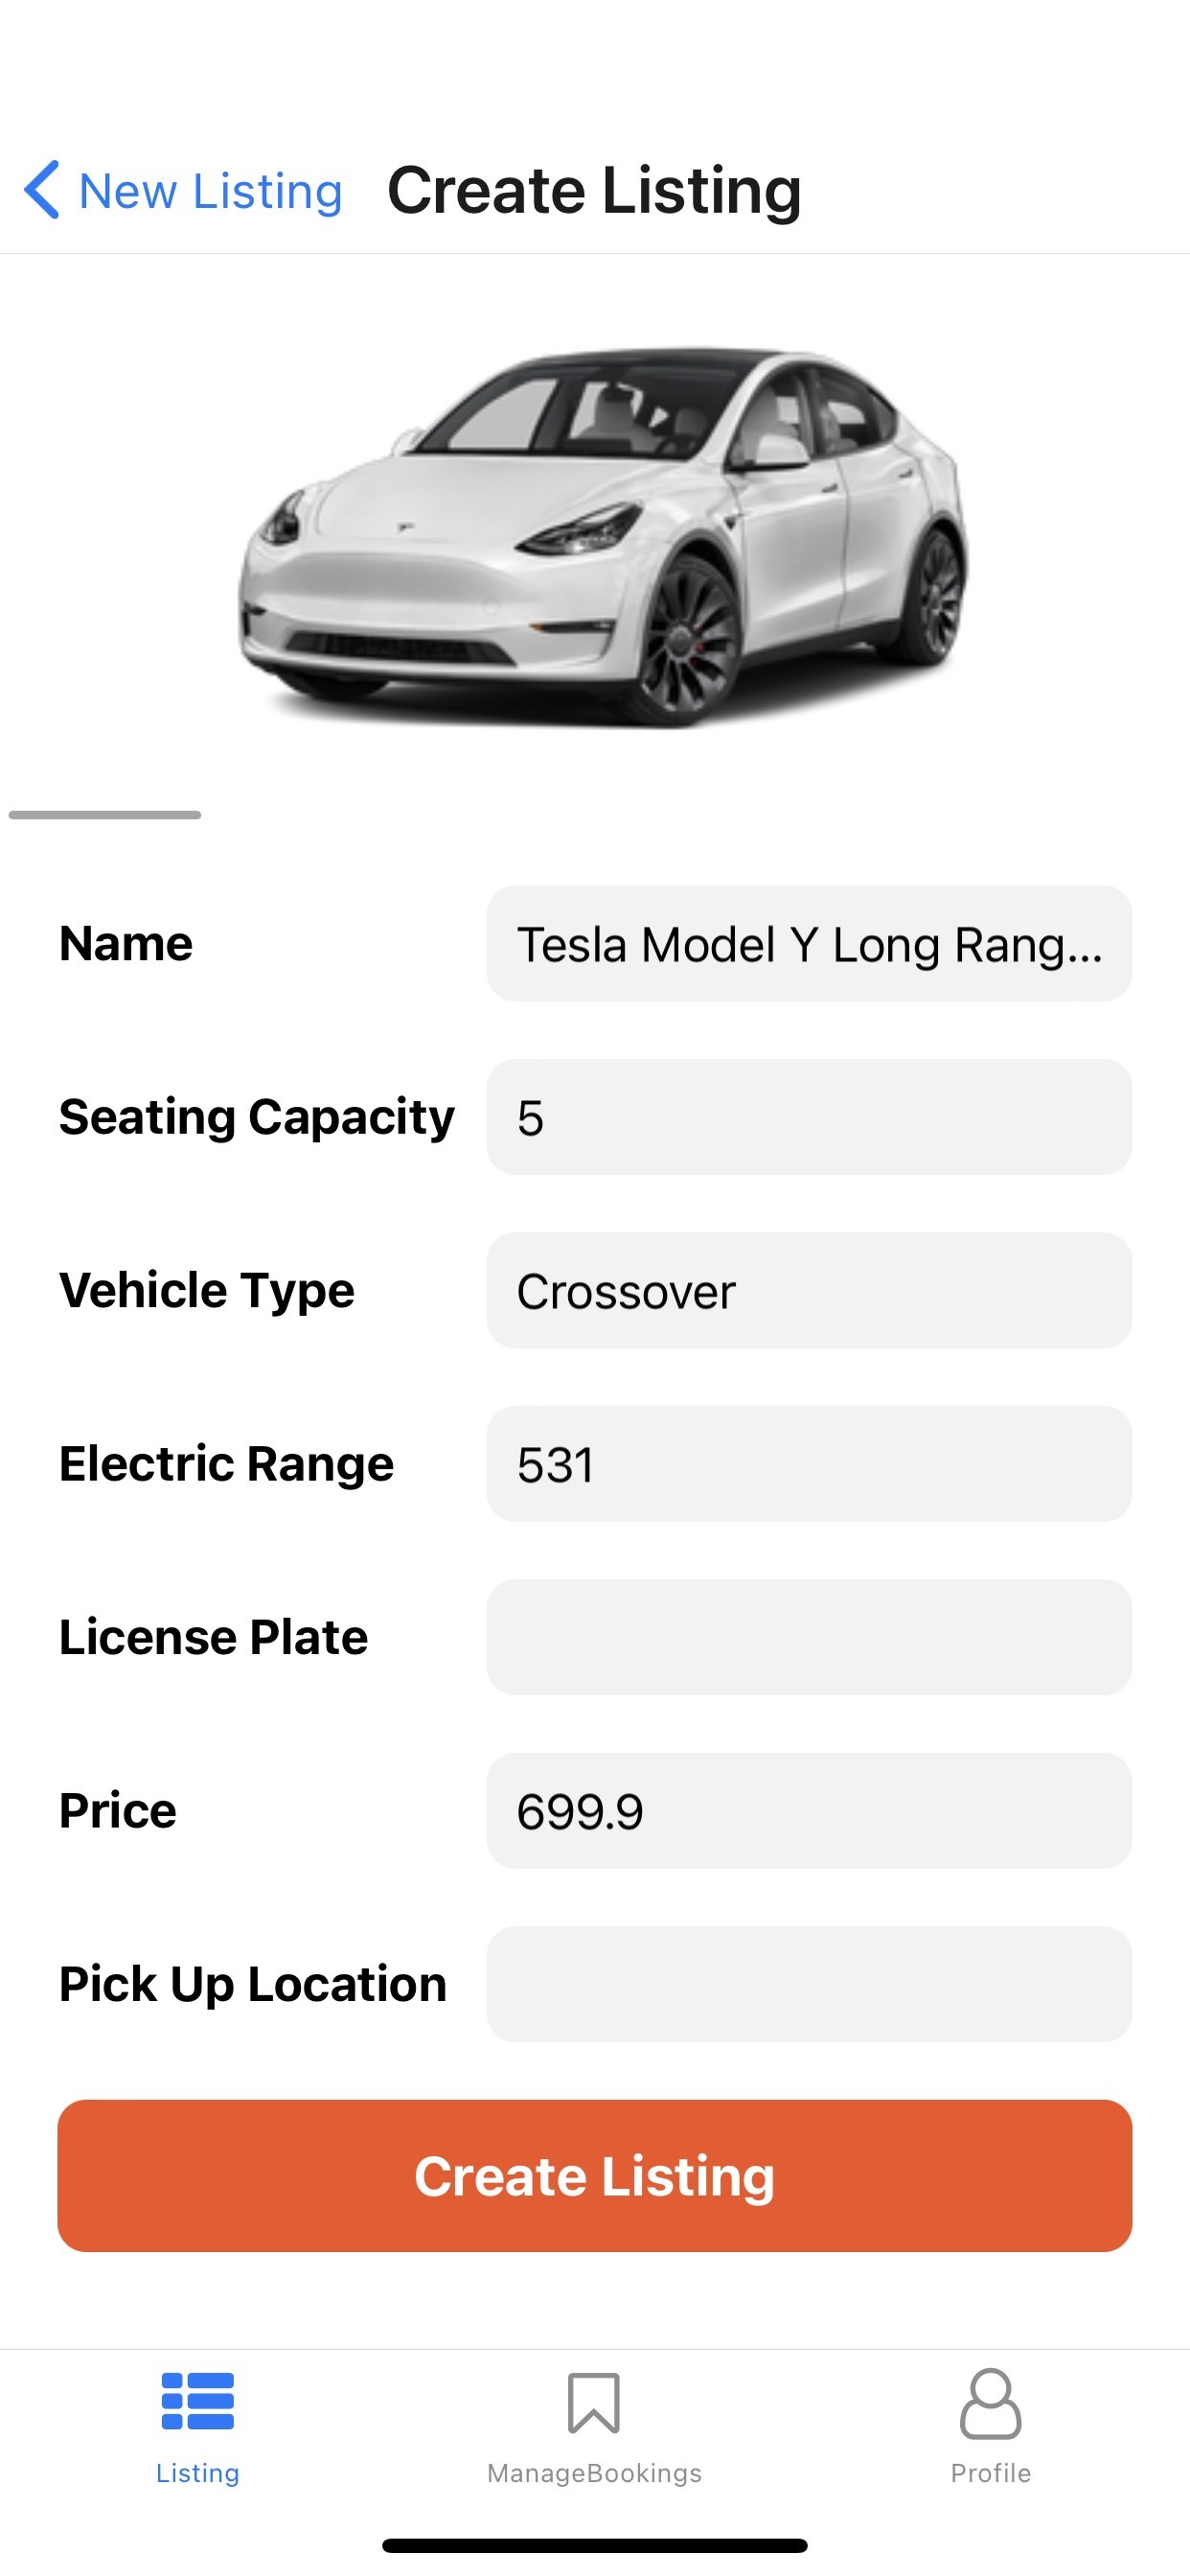 New Listing Create Listing
Name Tesla Model Y Long Rang...
Seating Capacity 5
Vehicle Type Crossover
Electric Range 531
License Plate
Price 699.9
Pick Up Location
Create Listing
Listing ManageBookings Profile